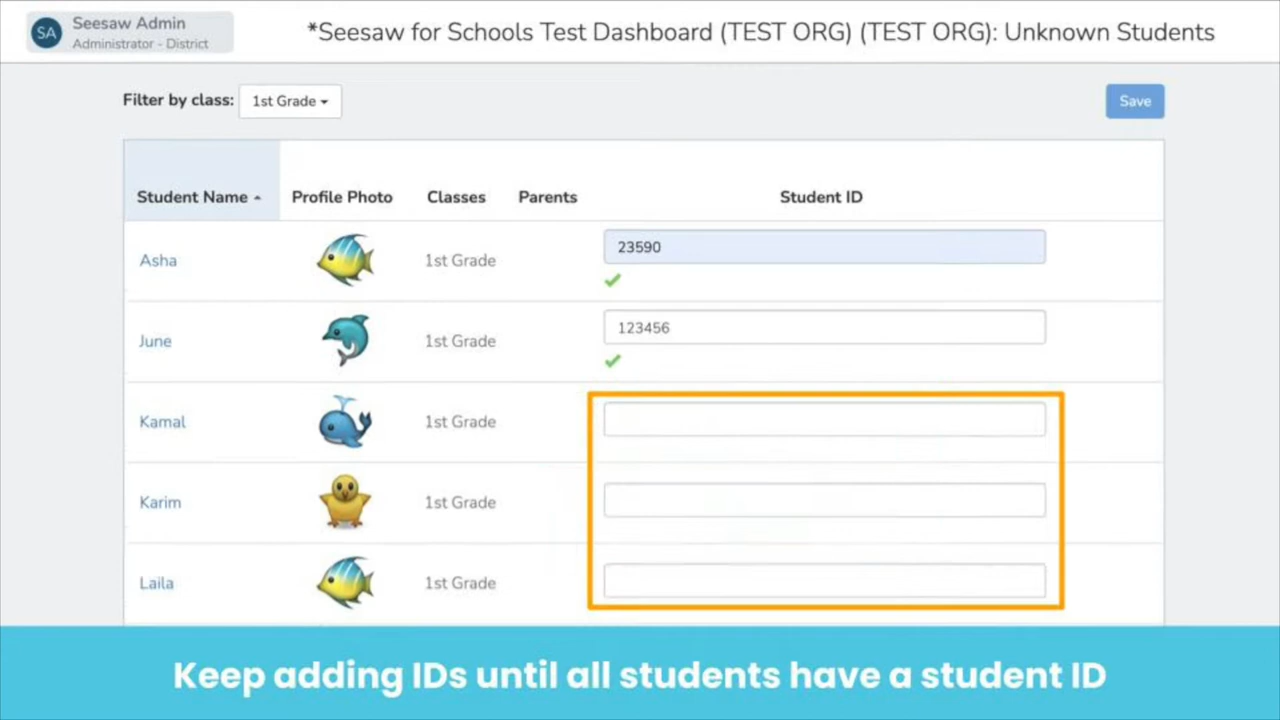 SA
Seesaw Admin
Administrator - District
*Seesaw for Schools Test Dashboard (TEST ORG) (TEST ORG): Unknown Students
Filter by class: 1st Grade
Save
Student Name Profile Photo Classes Parents Student ID
Asha 1st Grade 23590
June 1st Grade 123456
Kamal 1st Grade
Karim 1st Grade
Laila 1st Grade
Keep adding IDs until all students have a student ID